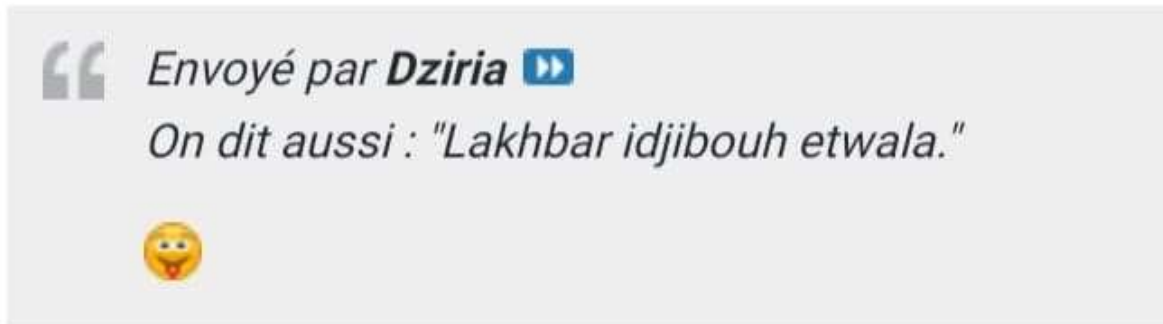 Envoyé par Dziria
On dit aussi : "Lakhbar idjibouh etwala."